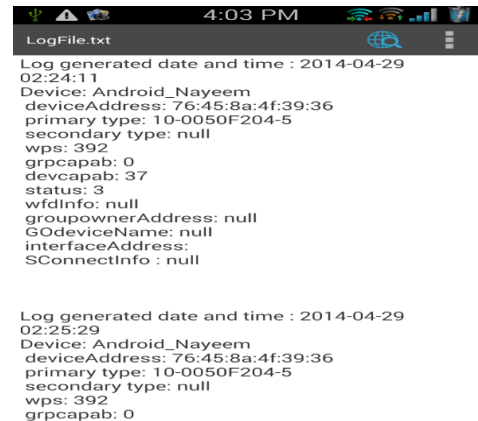 4:03 PM
LogFile.txt
Log generated date and time : 2014-04-29
02:24:11
Device: Android_Nayeem
deviceAddress: 76:45:8a:4f:39:36
primary type: 10-0050F204-5
secondary type: null
wps: 392
grpcapab: 0
devcapab: 37
status: 3
wfdInfo: null
groupownerAddress: null
GOdeviceName: null
interfaceAddress:
SConnectInfo : null
Log generated date and time : 2014-04-29
02:25:29
Device: Android_Nayeem
deviceAddress: 76:45:8a:4f:39:36
primary type: 10-0050F204-5
secondary type: null
wps: 392
grpcapab: 0